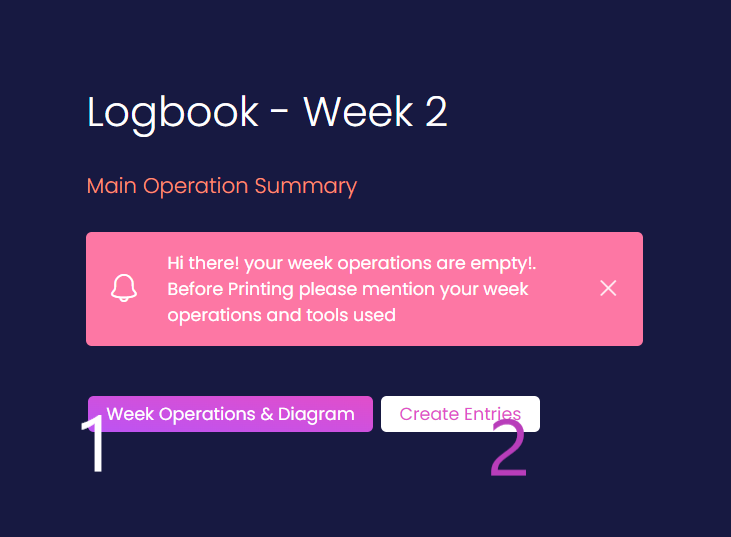 Logbook - Week 2
Main Operation Summary
Hi there! your week operations are empty!.
Before Printing please mention your week
operations and tools used
Week Operations & Diagram
Create Entries
1
2